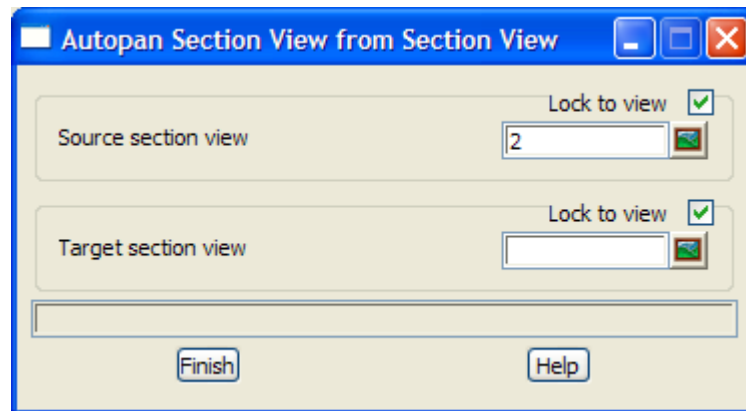 Autopan Section View from Section View
Lock to view
Source section view 2
Lock to view
Target section view
Finish Help